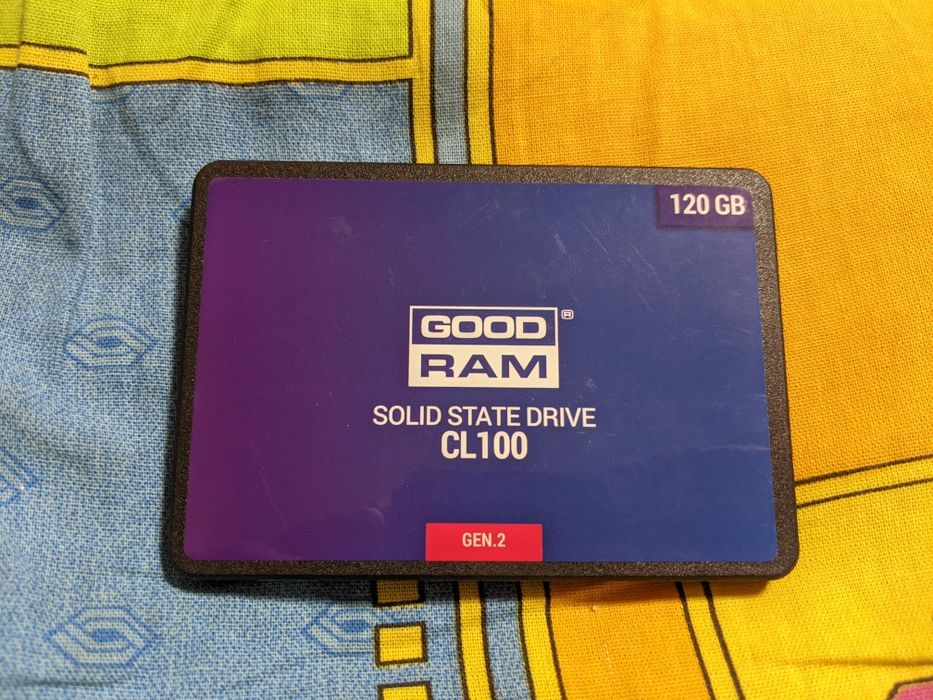 120 GB
GOOD
RAM
®
SOLID STATE DRIVE
CL100
GEN.2